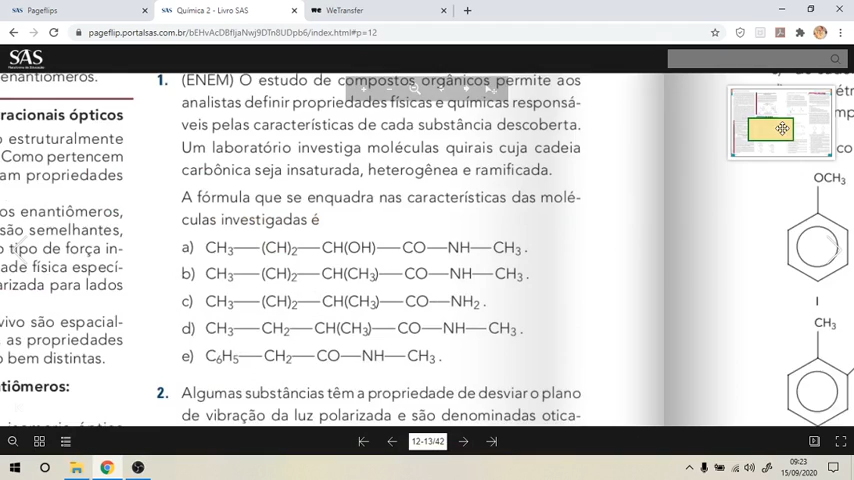 Pageflips
Química 2 - Livro SAS
WeTransfer
pageflip.portalsas.com.br/bEHvAcDBfIjaNwj9DTn8UDpb6/index.html#p=12
SAS
enantiômeros.
racionais ópticos
o estruturalmente
Como pertencem
am propriedades
os enantiômeros,
são semelhantes,
o tipo de força in-
ade física específi-
arizada para lados
vivo são espacial-
, as propriedades
o bem distintas.
tiômeros:
1. (ENEM) O estudo de compostos orgânicos permite aos
analistas definir propriedades físicas e químicas responsá-
veis pelas características de cada substância descoberta.
Um laboratório investiga moléculas quirais cuja cadeia
carbônica seja insaturada, heterogênea e ramificada.
A fórmula que se enquadra nas características das molé-
culas investigadas é
a) CH3—(CH)2—CH(OH)—CO—NH—CH3.
b) CH3—(CH)2—CH(CH3)—CO—NH—CH3.
c) CH3—(CH)2—CH(CH3)—CO—NH2.
d) CH3—CH2—CH(CH3)—CO—NH—CH3.
e) C6H5—CH2—CO—NH—CH3.
2. Algumas substâncias têm a propriedade de desviar o plano
de vibração da luz polarizada e são denominadas otica-
OCH3
I
CH3
12-13/42
09:23
15/09/2020